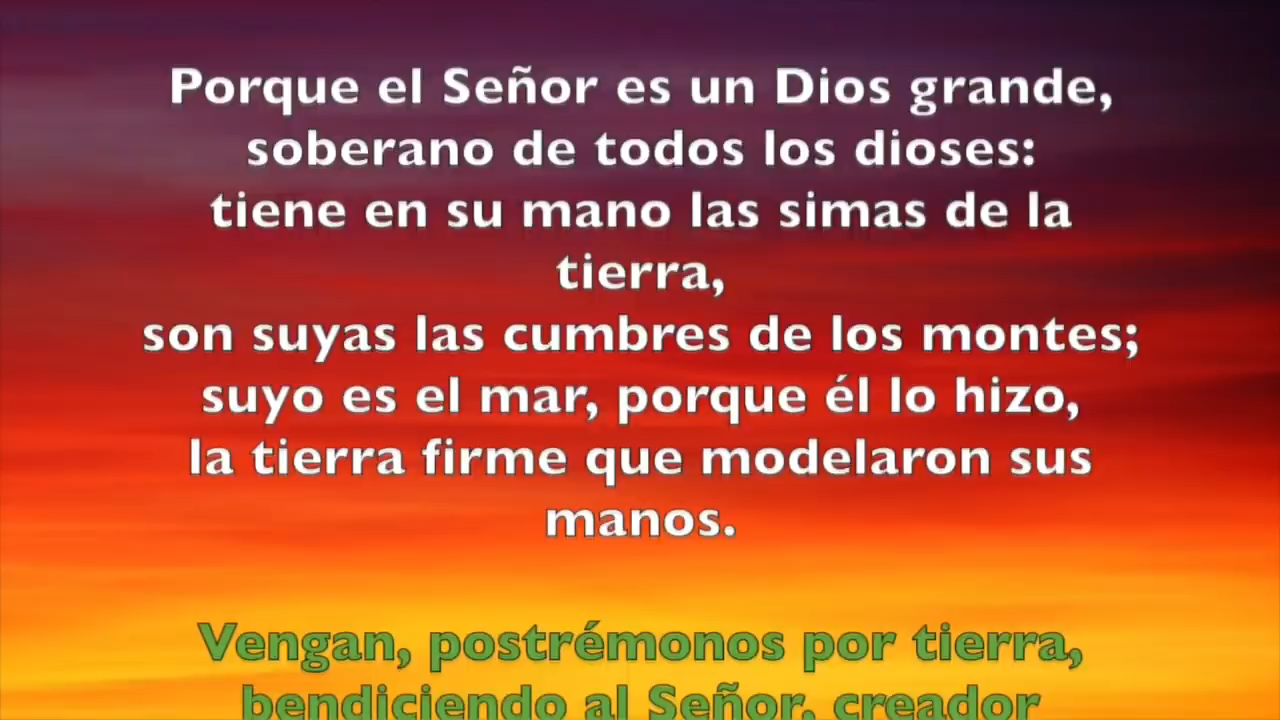 Porque el Señor es un Dios grande,
soberano de todos los dioses:
tiene en su mano las simas de la
tierra,
son suyas las cumbres de los montes;
suyo es el mar, porque él lo hizo,
la tierra firme que modelaron sus
manos.
Vengan, postrémonos por tierra,
bendiciendo al Señor, creador